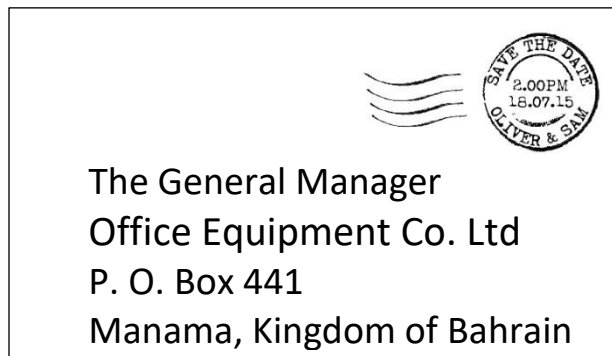 SAVE THE DATE
2.00PM
18.07.15
OLIVER & SAM
The General Manager
Office Equipment Co. Ltd
P. O. Box 441
Manama, Kingdom of Bahrain